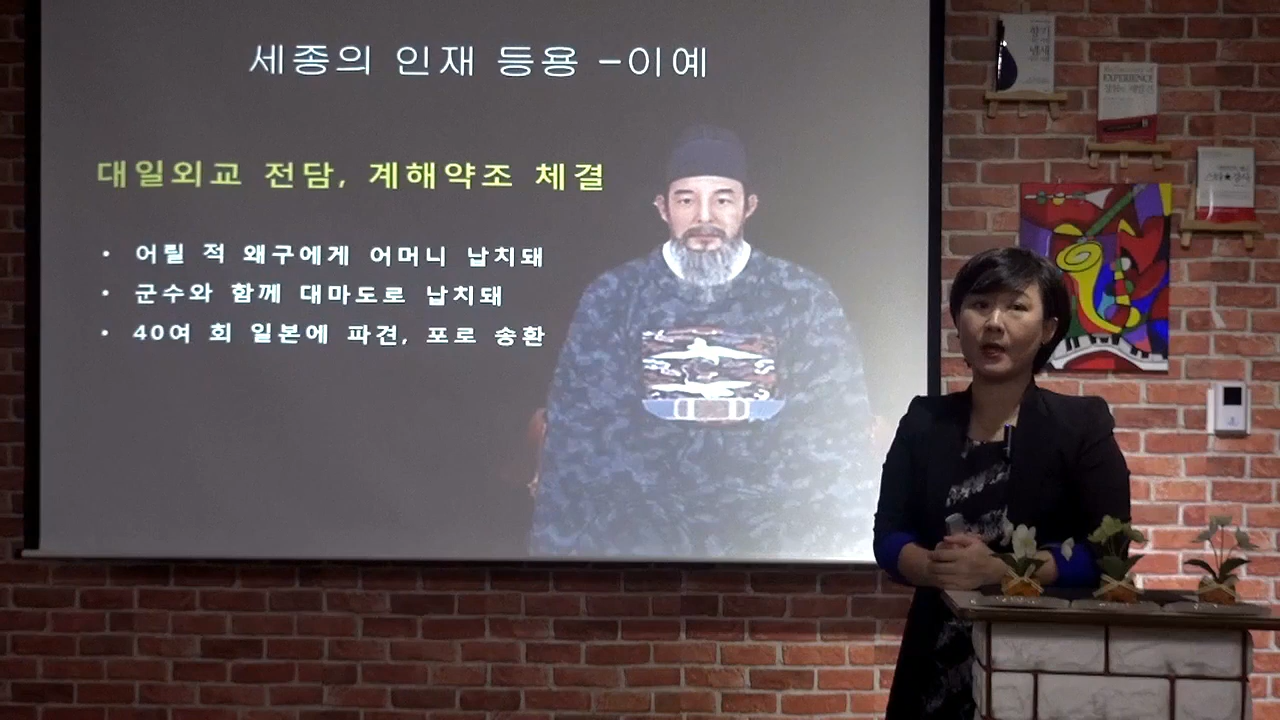 세종의 인재 등용 -이예
대일외교 전담, 계해약조 체결
• 어릴 적 왜구에게 어머니 납치돼
• 군수와 함께 대마도로 납치돼
• 40여 회 일본에 파견, 포로 송환
EXPERIENCE